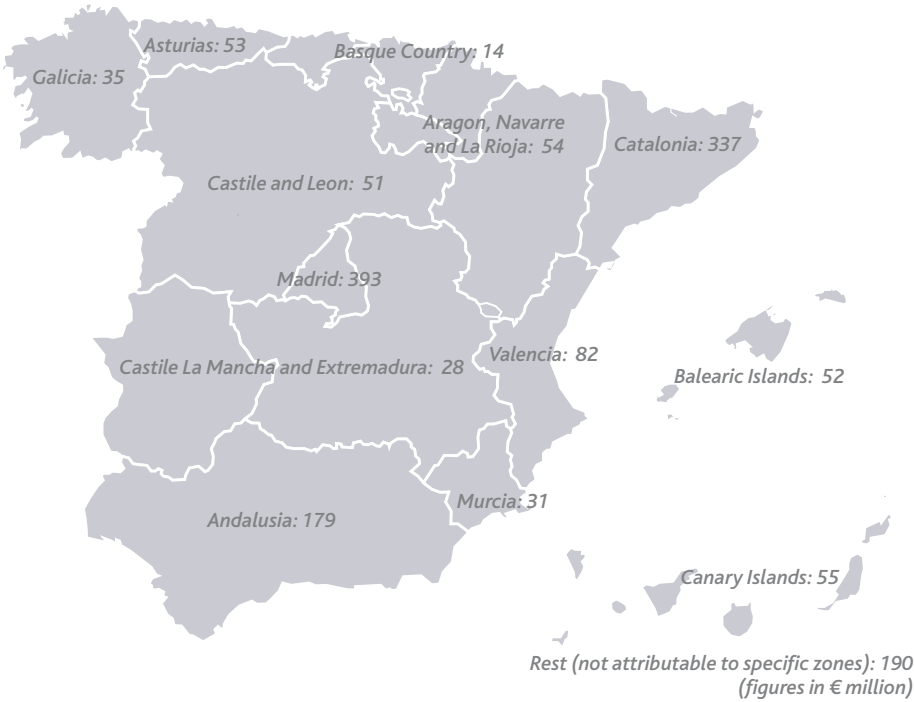 Asturias: 53
Basque Country: 14
Galicia: 35
Aragon, Navarre
and La Rioja: 54
Catalonia: 337
Castile and Leon: 51
Madrid: 393
Valencia: 82
Castile La Mancha and Extremadura: 28
Balearic Islands: 52
Murcia: 31
Andalusia: 179
Canary Islands: 55
Rest (not attributable to specific zones): 190
(figures in € million)